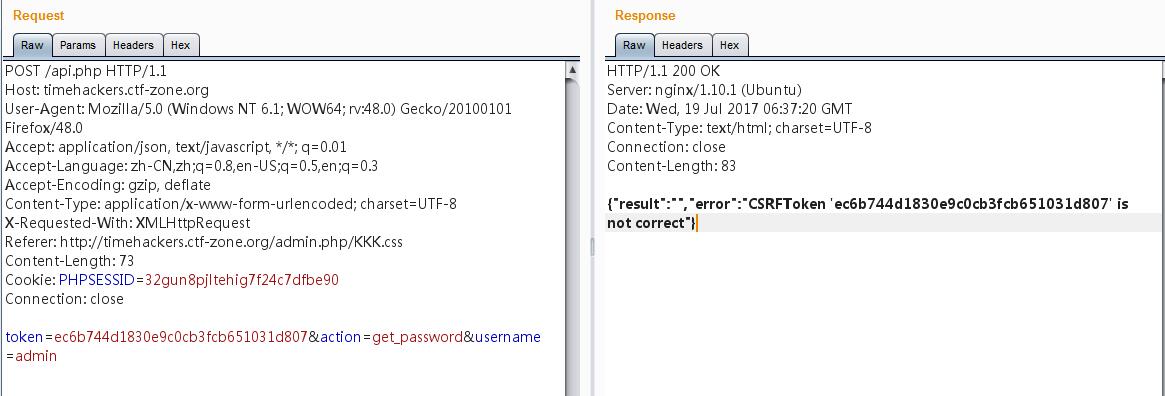 Request
Raw Params Headers Hex
POST /api.php HTTP/1.1
Host: timehackers.ctf-zone.org
User-Agent: Mozilla/5.0 (Windows NT 6.1; WOW64; rv:48.0) Gecko/20100101
Firefox/48.0
Accept: application/json, text/javascript, */*; q=0.01
Accept-Language: zh-CN,zh;q=0.8,en-US;q=0.5,en;q=0.3
Accept-Encoding: gzip, deflate
Content-Type: application/x-www-form-urlencoded; charset=UTF-8
X-Requested-With: XMLHttpRequest
Referer: http://timehackers.ctf-zone.org/admin.php/KKK.css
Content-Length: 73
Cookie: PHPSESSID=32gun8pjltehig7f24c7dfbe90
Connection: close
token=ec6b744d1830e9c0cb3fcb651031d807&action=get_password&username
=admin
Response
Raw Headers Hex
HTTP/1.1 200 OK
Server: nginx/1.10.1 (Ubuntu)
Date: Wed, 19 Jul 2017 06:37:20 GMT
Content-Type: text/html; charset=UTF-8
Connection: close
Content-Length: 83
{"result":"","error":"CSRFToken 'ec6b744d1830e9c0cb3fcb651031d807' is
not correct"}